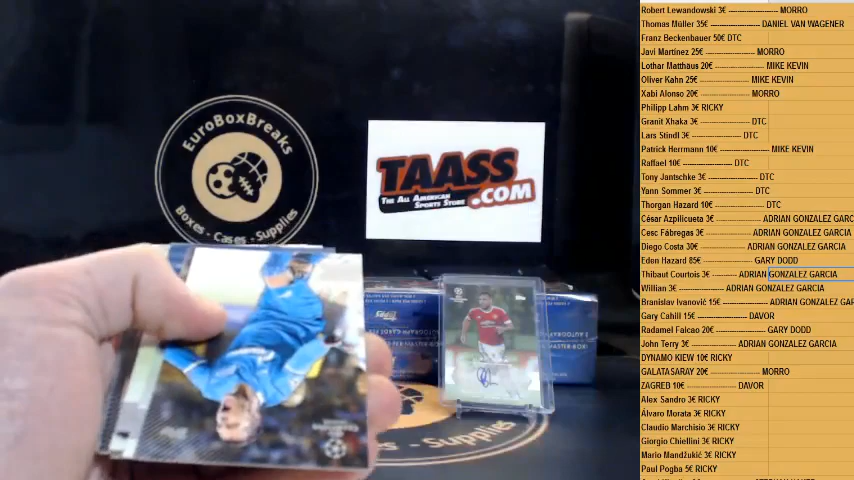 EuroBoxBreaks
Boxes - Cases - Supplies
TAASS
.COM
THE ALL AMERICAN
SPORTS STORE
Supplies
Robert Lewandowski 3€ -------------------- MORRO
Thomas Müller 35€ ------------- DANIEL VAN WAGENER
Franz Beckenbauer 50€ DTC
Javi Martinez 25€ -------------- MORRO
Lothar Matthäus 20€ ---------------- MIKE KEVIN
Oliver Kahn 25€ -------------- MIKE KEVIN
Xabi Alonso 20€ ---------------- MORRO
Philipp Lahm 3€ RICKY
Granit Xhaka 3€ ---------------- DTC
Lars Stindl 3€ ---------------- DTC
Patrick Herrmann 10€ ---------------- MIKE KEVIN
Raffael 10€ ------------- DTC
Tony Jantschke 3€ ------------- DTC
Yann Sommer 3€ -------------- DTC
Thorgan Hazard 10€ -------------- DTC
César Azpilicueta 3€ -------------- ADRIAN GONZALEZ GARC
Cesc Fábregas 3€ -------------- ADRIAN GONZALEZ GARCIA
Diego Costa 30€ -------------- ADRIAN GONZALEZ GARCIA
Eden Hazard 85€ -------------- GARY DODD
Thibaut Courtois 3€ ---------- ADRIAN GONZALEZ GARCIA
Willian 3€ ---------------- ADRIAN GONZALEZ GARCIA
Branislav Ivanović 15€ -------------- ADRIAN GONZALEZ GAR
Gary Cahill 15€ -------------- DAVOR
Radamel Falcao 20€ -------------- GARY DODD
John Terry 3€ -------------- ADRIAN GONZALEZ GARCIA
DYNAMO KIEW 10€ RICKY
GALATASARAY 20€ -------------- MORRO
ZAGREB 10€ -------------- DAVOR
Alex Sandro 3€ RICKY
Álvaro Morata 3€ RICKY
Claudio Marchisio 3€ RICKY
Giorgio Chiellini 3€ RICKY
Mario Mandžukić 3€ RICKY
Paul Pogba 5€ RICKY